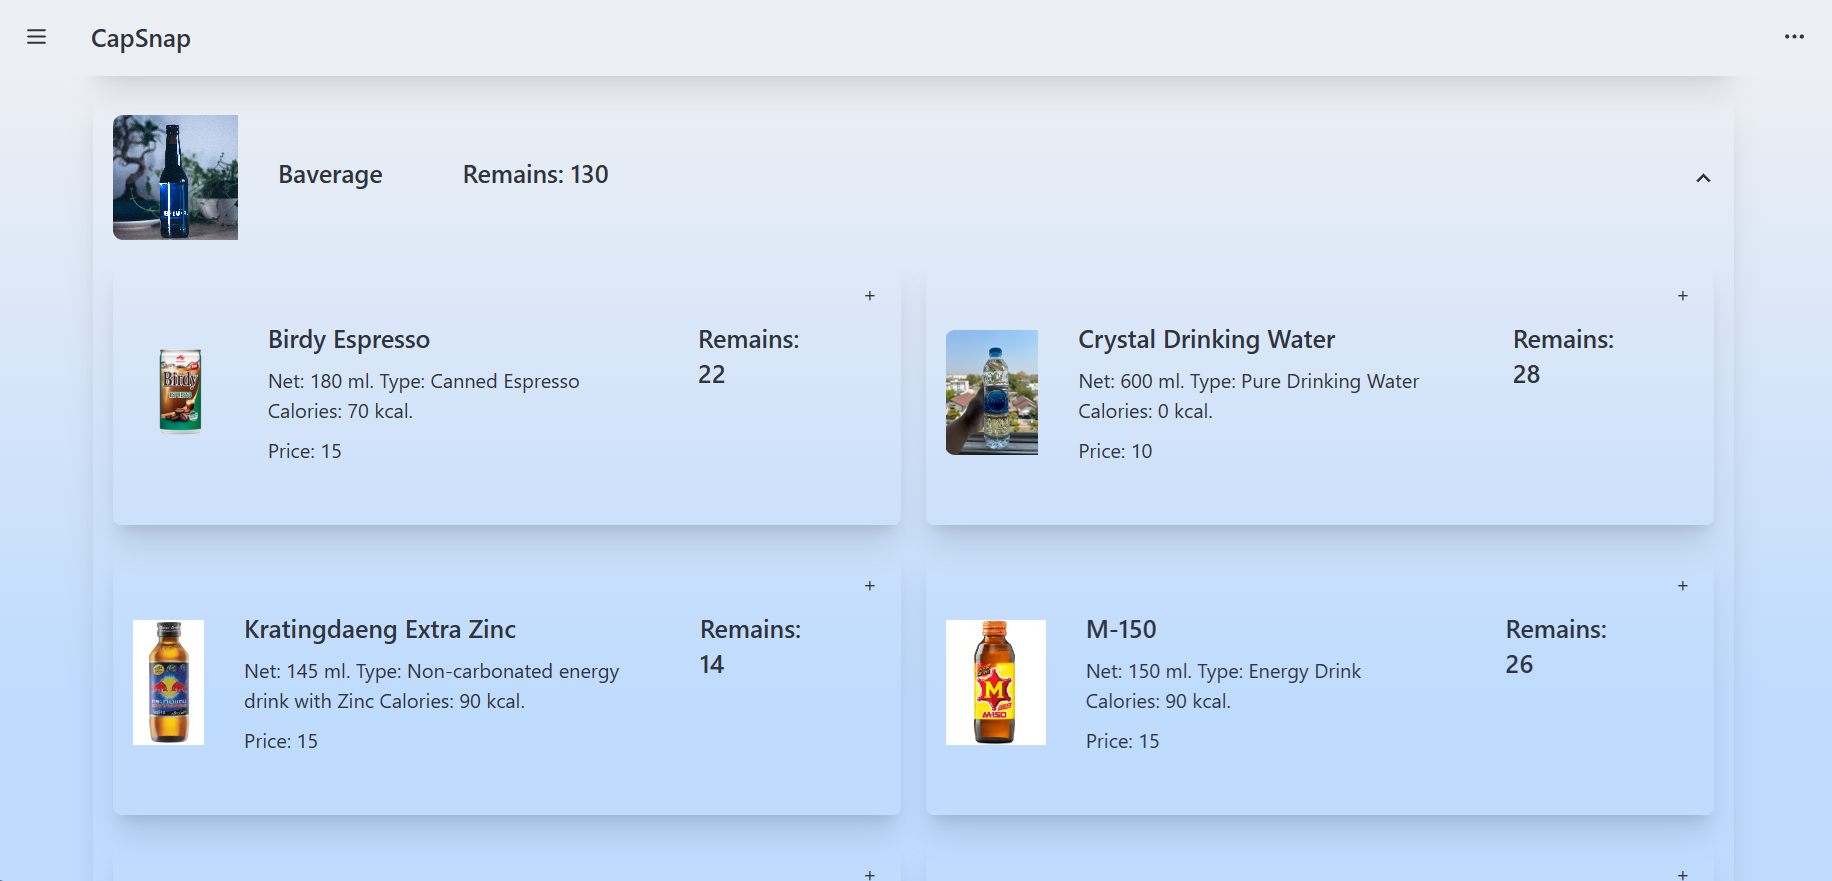 CapSnap
Baverage
Remains: 130
+
Birdy Espresso
Net: 180 ml. Type: Canned Espresso
Calories: 70 kcal.
Price: 15
Remains:
22
Birdy
ESPRESSO
+
Crystal Drinking Water
Net: 600 ml. Type: Pure Drinking Water
Calories: 0 kcal.
Price: 10
Remains:
28
+
Kratingdaeng Extra Zinc
Net: 145 ml. Type: Non-carbonated energy
drink with Zinc Calories: 90 kcal.
Price: 15
Remains:
14
+
M-150
Net: 150 ml. Type: Energy Drink
Calories: 90 kcal.
Price: 15
Remains:
26
M
M-150
+
+